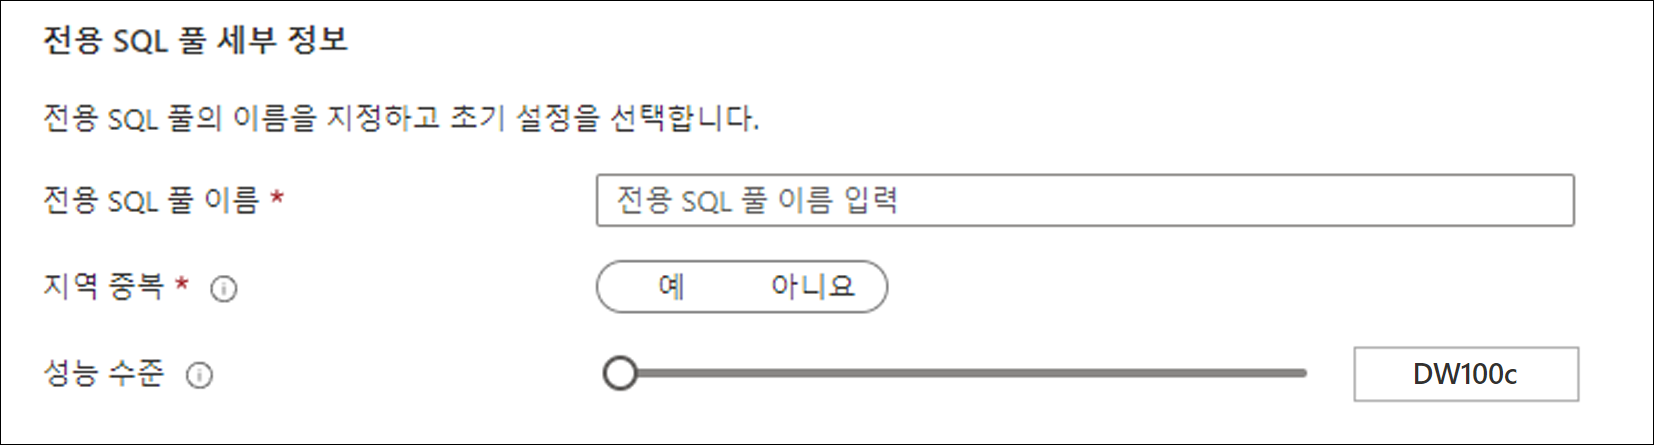 전용 SQL 풀 세부 정보
전용 SQL 풀의 이름을 지정하고 초기 설정을 선택합니다.
전용 SQL 풀 이름 * 전용 SQL 풀 이름 입력
지역 중복 * 예 아니요
성능 수준 DW100c